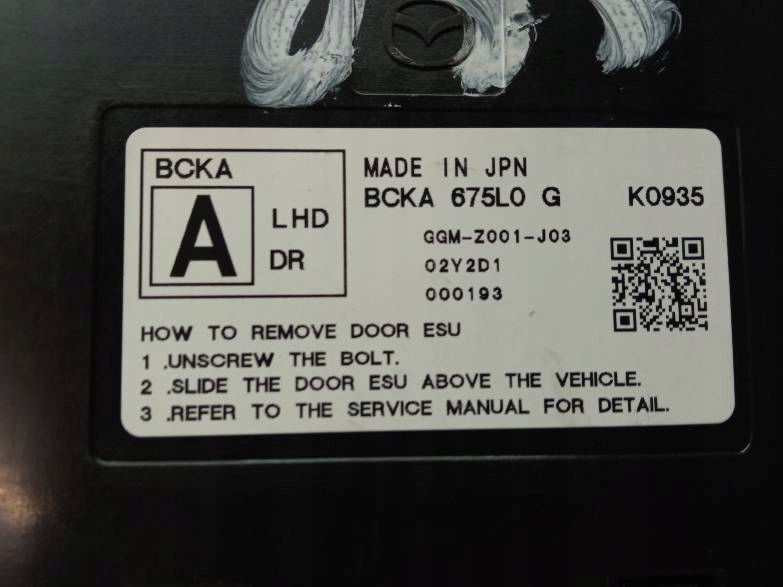 BCKA
A
LHD
DR
MADE IN JPN
BCKA 675L0 G K0935
GGM-Z001-J03
02Y2D1
000193
HOW TO REMOVE DOOR ESU
1 .UNSCREW THE BOLT.
2 .SLIDE THE DOOR ESU ABOVE THE VEHICLE.
3 .REFER TO THE SERVICE MANUAL FOR DETAIL.